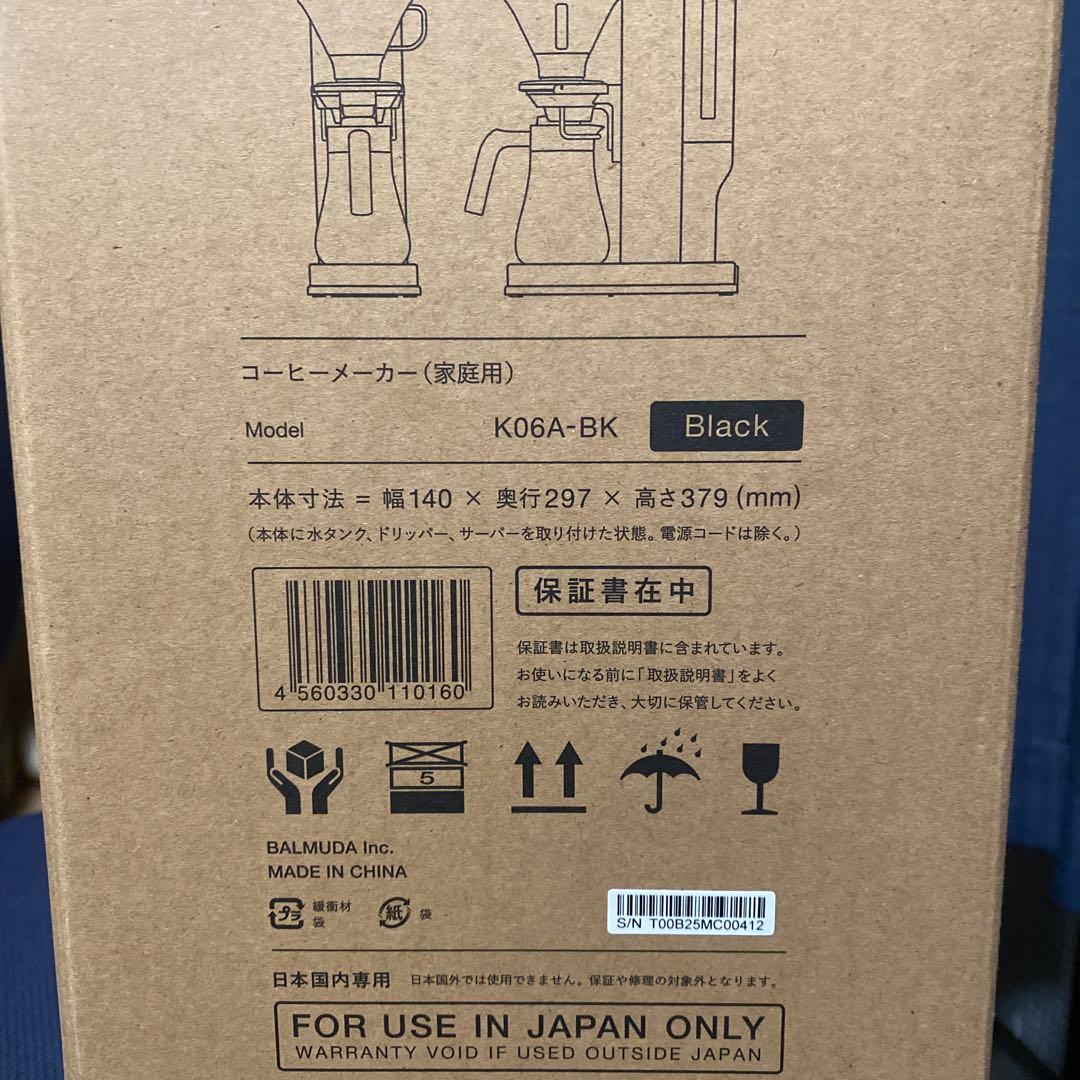 コーヒーメーカー（家庭用）
Model K06A-BK Black
本体寸法 = 幅140 × 奥行297 × 高さ379 (mm)
（本体に水タンク、ドリッパー、サーバーを取り付けた状態。電源コードは除く。）
4 560330 110160
保証書在中
保証書は取扱説明書に含まれています。
お使いになる前に「取扱説明書」をよく
お読みいただき、大切に保管してください。
5
BALMUDA Inc.
MADE IN CHINA
プラ
緩衝材
袋
紙
袋
S/N T00B25MC00412
日本国内専用 日本国外では使用できません。保証や修理の対象外となります。
FOR USE IN JAPAN ONLY
WARRANTY VOID IF USED OUTSIDE JAPAN